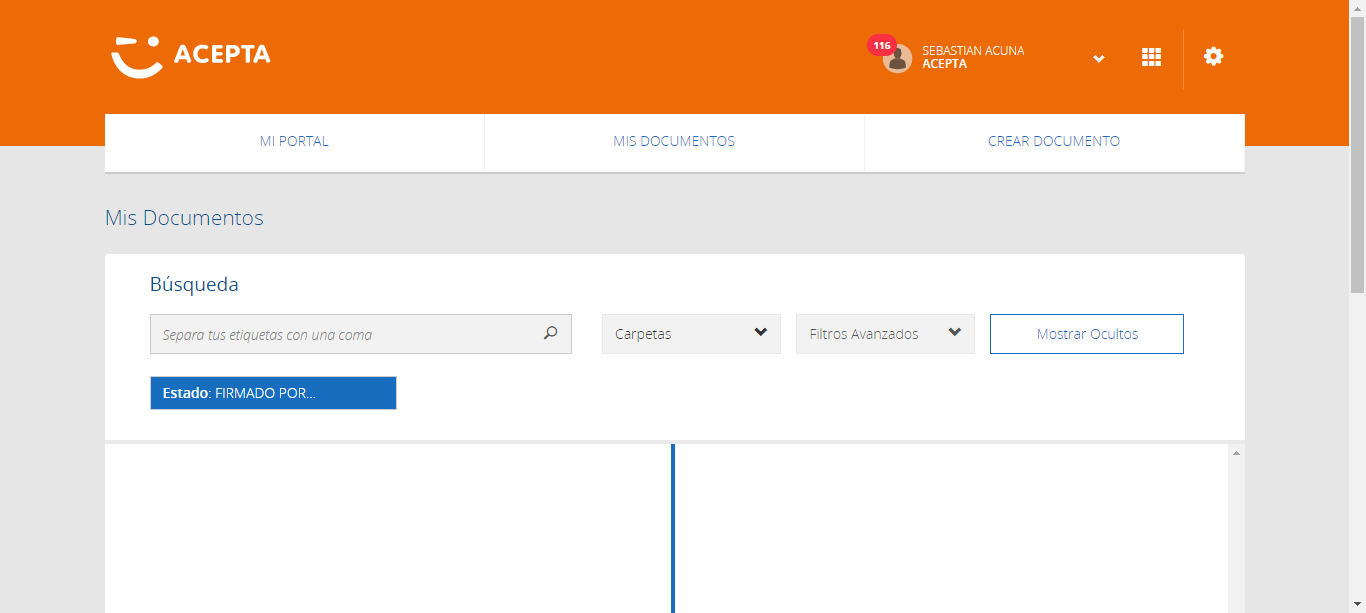 ACEPTA
116
SEBASTIAN ACUNA
ACEPTA
MI PORTAL
MIS DOCUMENTOS
CREAR DOCUMENTO
Mis Documentos
Búsqueda
Separa tus etiquetas con una coma
Carpetas
Filtros Avanzados
Mostrar Ocultos
Estado: FIRMADO POR...